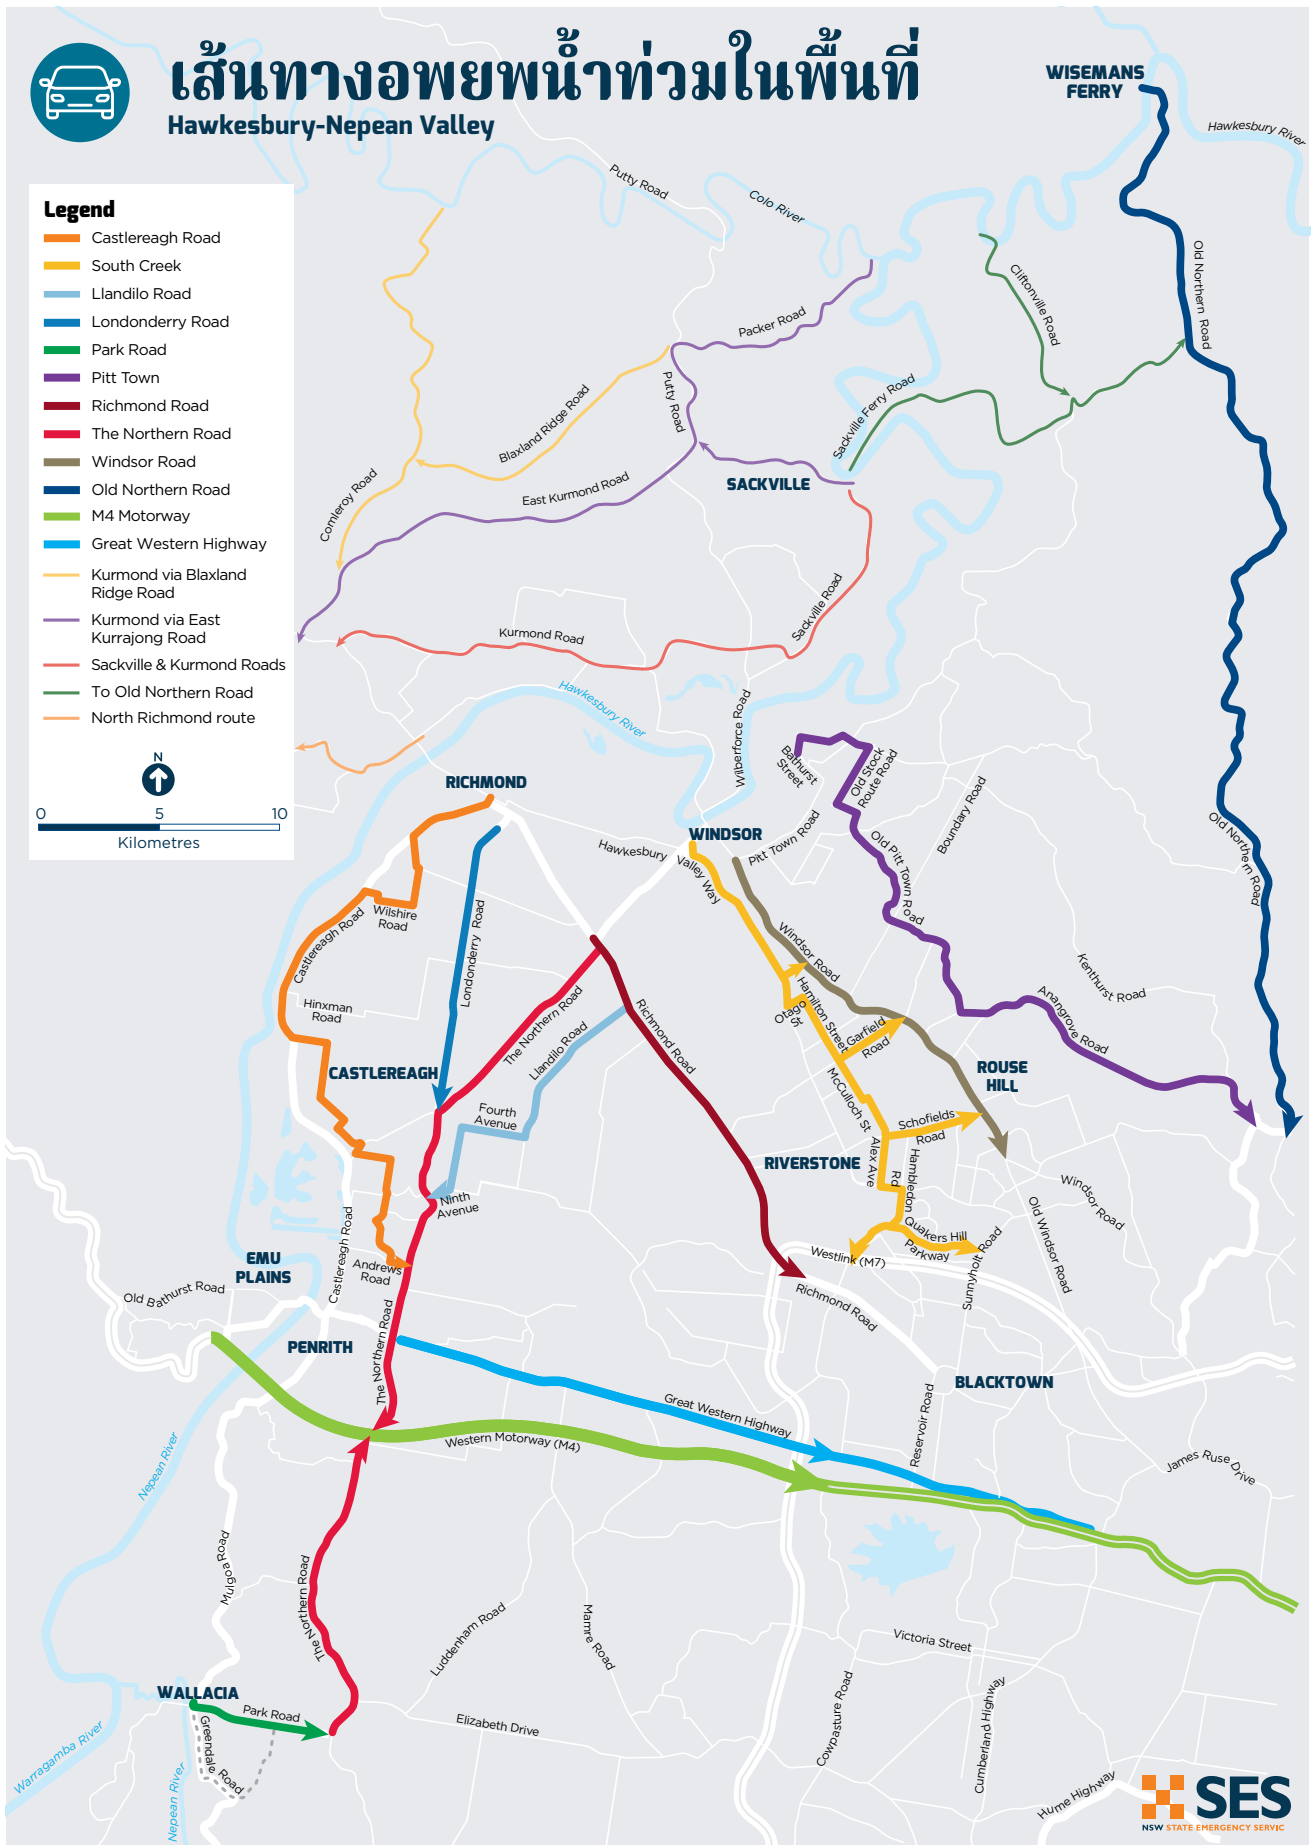 เส้นทางอพยพน้ำท่วมในพื้นที่
Hawkesbury-Nepean Valley
Legend
Castlereagh Road
South Creek
Llandilo Road
Londonderry Road
Park Road
Pitt Town
Richmond Road
The Northern Road
Windsor Road
Old Northern Road
M4 Motorway
Great Western Highway
Kurmond via Blaxland
Ridge Road
Kurmond via East
Kurrajong Road
Sackville & Kurmond Roads
To Old Northern Road
North Richmond route
N
0 5 10
Kilometres
WISEMANS
FERRY
Hawkesbury River
Putty Road
Colo River
Old Northern Road
Cliftonville Road
Packer Road
Putty Road
Sackville Ferry Road
Blaxland Ridge Road
Comleroy Road
East Kurmond Road
SACKVILLE
Sackville Road
Kurmond Road
Hawkesbury River
Wilberforce Road
Bathurst
Street
Old Stock
Route Road
RICHMOND
Boundary Road
Old Northern Road
WINDSOR
Pitt Town Road
Hawkesbury Valley Way
Old Pitt Town Road
Wilshire
Road
Castlereagh Road
Londonderry Road
Windsor Road
Kenthurst Road
Hinxman
Road
The Northern Road
Hamilton Street
Otago
St
Anangrove Road
Richmond Road
Garfield
Road
Llandilo Road
CASTLEREAGH
ROUSE
HILL
McCulloch St
Fourth
Avenue
Schofields
Road
Alex Ave
RIVERSTONE
Hambledon
Rd
Ninth
Avenue
Windsor Road
Old Windsor Road
Quakers Hill
Parkway
Sunnyholt Road
Westlink (M7)
EMU
PLAINS
Castlereagh Road
Andrews
Road
Old Bathurst Road
Richmond Road
The Northern Road
PENRITH
BLACKTOWN
Great Western Highway
Reservoir Road
Western Motorway (M4)
James Ruse Drive
Nepean River
Mulgoa Road
The Northern Road
Luddenham Road
Mamre Road
Victoria Street
WALLACIA
Park Road
Elizabeth Drive
Cowpasture Road
Cumberland Highway
Greendale Road
Warragamba River
Nepean River
Hume Highway
SES
NSW STATE EMERGENCY SERVIC